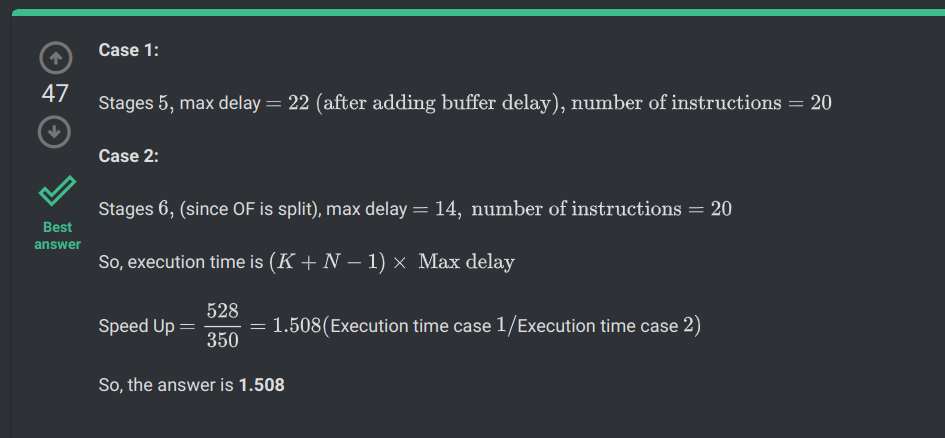 Case 1:
47
Stages 5, max delay = 22 (after adding buffer delay), number of instructions = 20
Case 2:
Stages 6, (since OF is split), max delay = 14, number of instructions = 20
Best
answer
So, execution time is (K + N − 1) × Max delay
Speed Up = 528/350 = 1.508(Execution time case 1/Execution time case 2)
So, the answer is 1.508